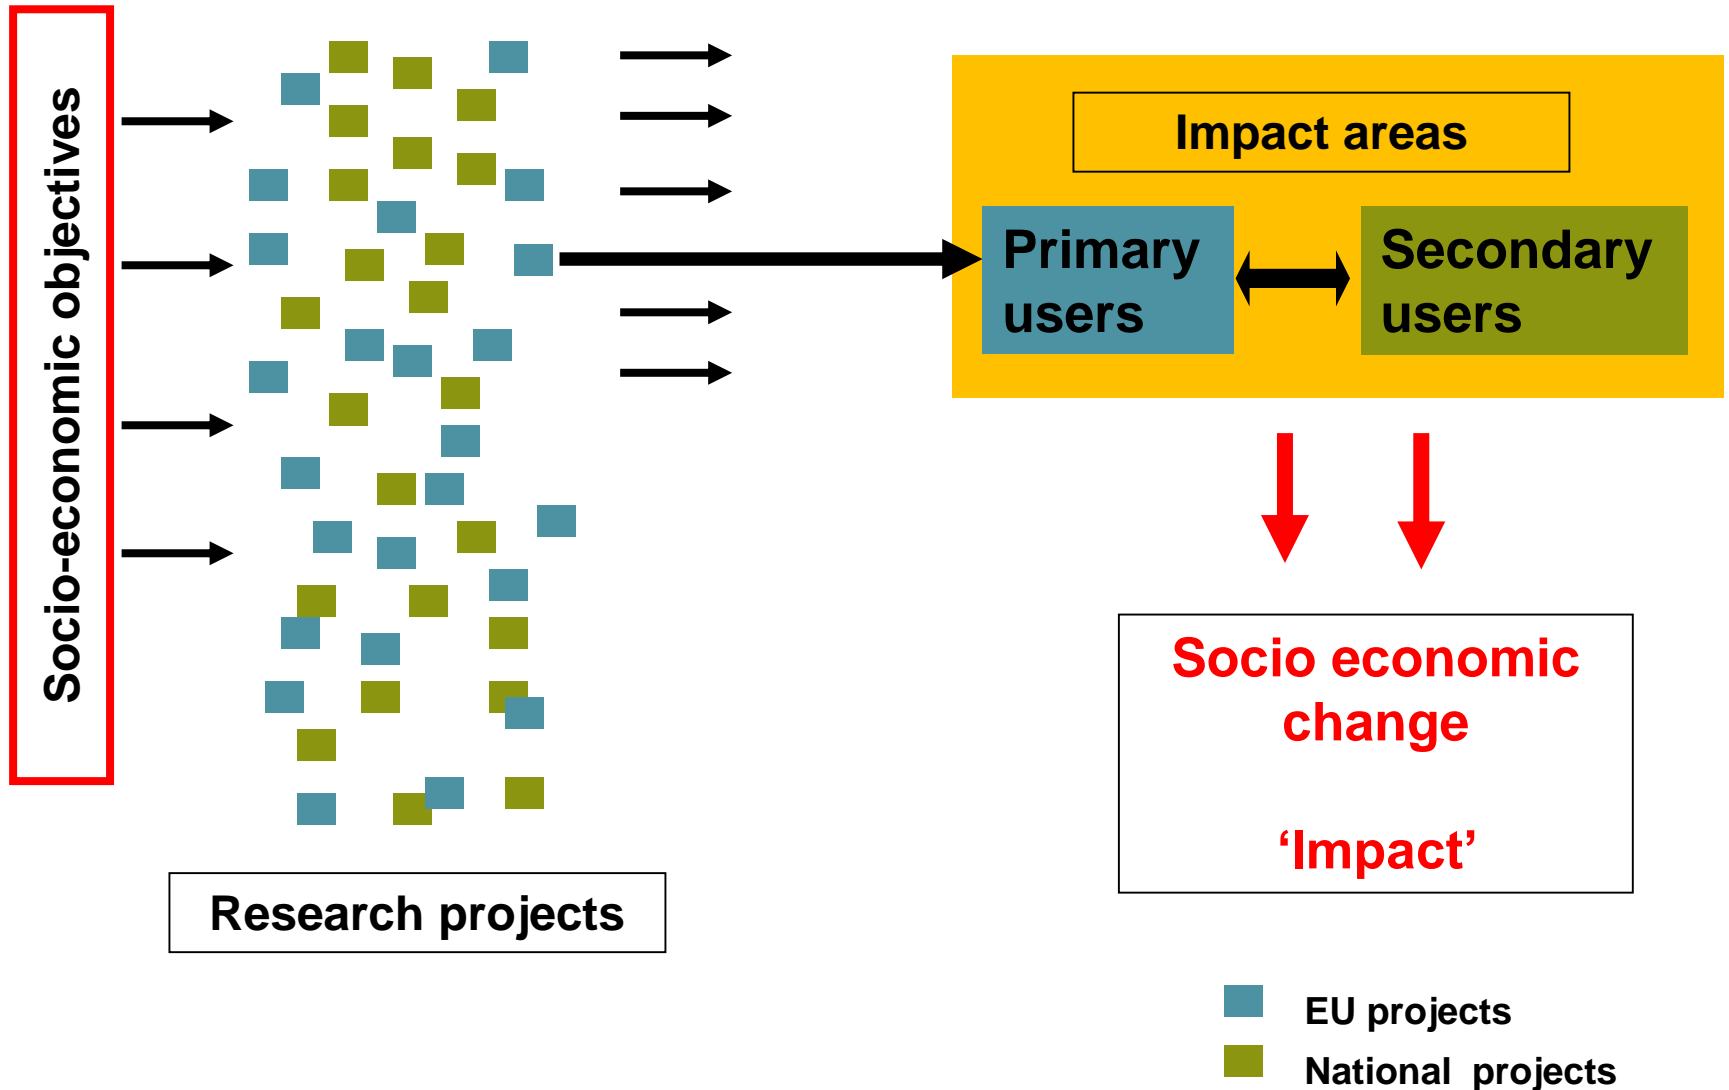 Socio-economic objectives
Impact areas
Primary
users
Secondary
users
Socio economic
change
‘Impact’
Research projects
EU projects
National  projects